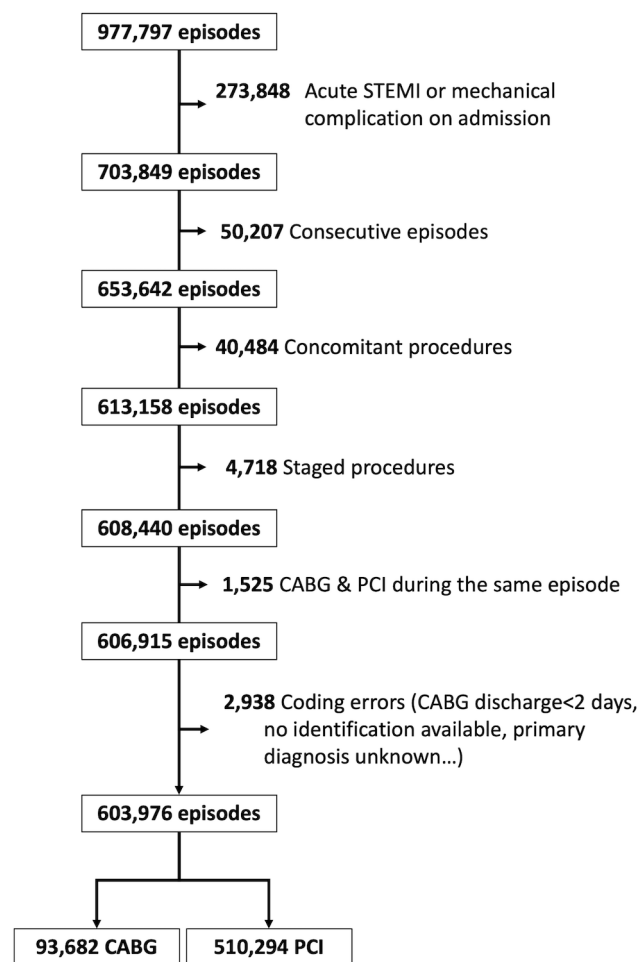 977,797 episodes
273,848 Acute STEMI or mechanical
complication on admission
703,849 episodes
50,207 Consecutive episodes
653,642 episodes
40,484 Concomitant procedures
613,158 episodes
4,718 Staged procedures
608,440 episodes
1,525 CABG & PCI during the same episode
606,915 episodes
2,938 Coding errors (CABG discharge<2 days,
no identification available, primary
diagnosis unknown…)
603,976 episodes
93,682 CABG
510,294 PCI